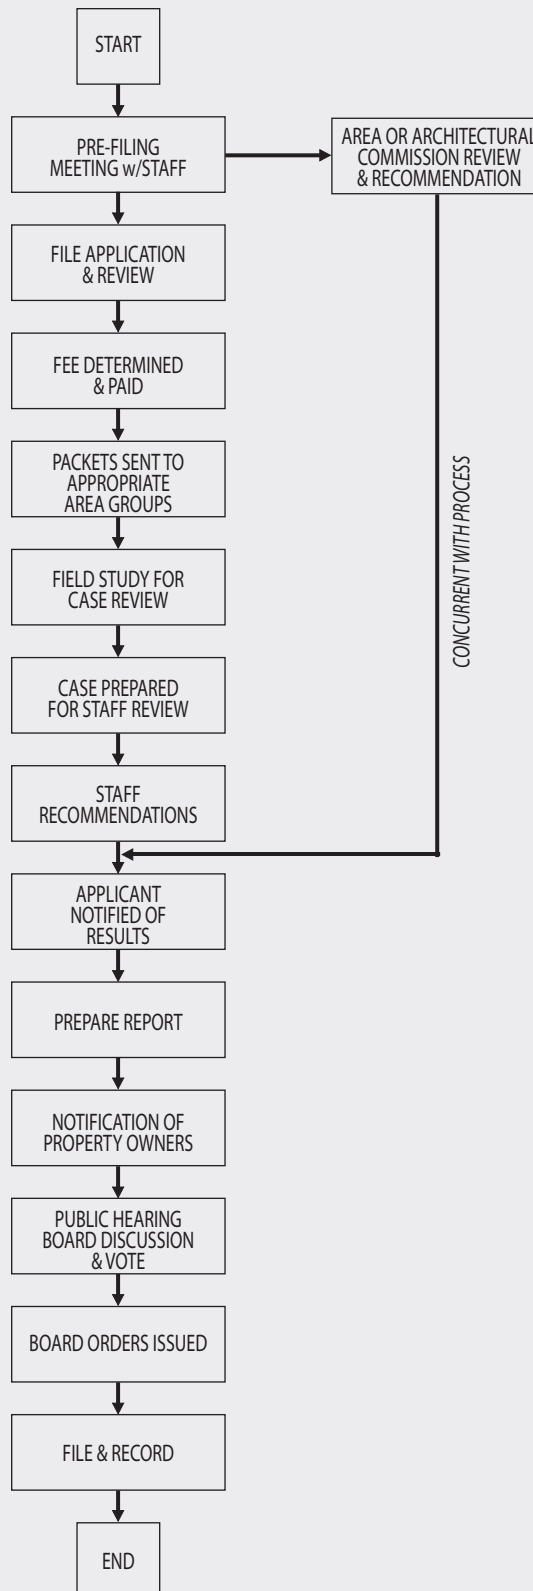 START
PRE-FILING
MEETING w/STAFF
AREA OR ARCHITECTURAL
COMMISSION REVIEW
& RECOMMENDATION
FILE APPLICATION
& REVIEW
FEE DETERMINED
& PAID
PACKETS SENT TO
APPROPRIATE
AREA GROUPS
CONCURRENT WITH PROCESS
FIELD STUDY FOR
CASE REVIEW
CASE PREPARED
FOR STAFF REVIEW
STAFF
RECOMMENDATIONS
APPLICANT
NOTIFIED OF
RESULTS
PREPARE REPORT
NOTIFICATION OF
PROPERTY OWNERS
PUBLIC HEARING
BOARD DISCUSSION
& VOTE
BOARD ORDERS ISSUED
FILE & RECORD
END